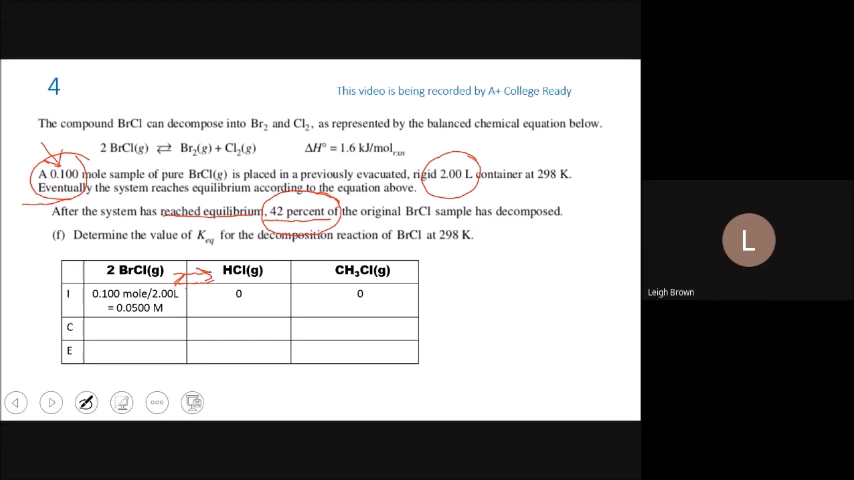 4
This video is being recorded by A+ College Ready
The compound BrCl can decompose into Br₂ and Cl₂, as represented by the balanced chemical equation below.
2 BrCl(g) ⇄ Br₂(g) + Cl₂(g) ΔH° = 1.6 kJ/molᵣₓₙ
A 0.100 mole sample of pure BrCl(g) is placed in a previously evacuated, rigid 2.00 L container at 298 K.
Eventually the system reaches equilibrium according to the equation above.
After the system has reached equilibrium, 42 percent of the original BrCl sample has decomposed.
(f) Determine the value of Keq for the decomposition reaction of BrCl at 298 K.
2 BrCl(g) HCl(g) CH₃Cl(g)
I 0.100 mole/2.00L 0 0
= 0.0500 M
C
E
L
Leigh Brown